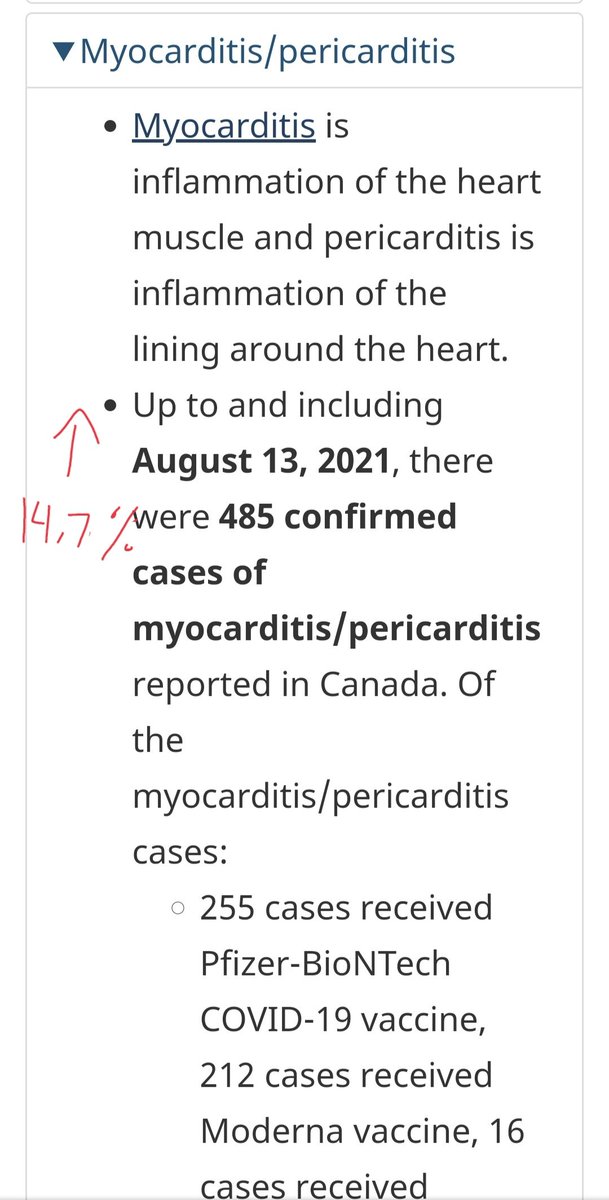 ▼Myocarditis/pericarditis
• Myocarditis is
inflammation of the heart
muscle and pericarditis is
inflammation of the
lining around the heart.
• Up to and including
August 13, 2021, there
were 485 confirmed
cases of
myocarditis/pericarditis
reported in Canada. Of
the
myocarditis/pericarditis
cases:
○ 255 cases received
Pfizer-BioNTech
COVID-19 vaccine,
212 cases received
Moderna vaccine, 16
cases received
↑
14,7 %